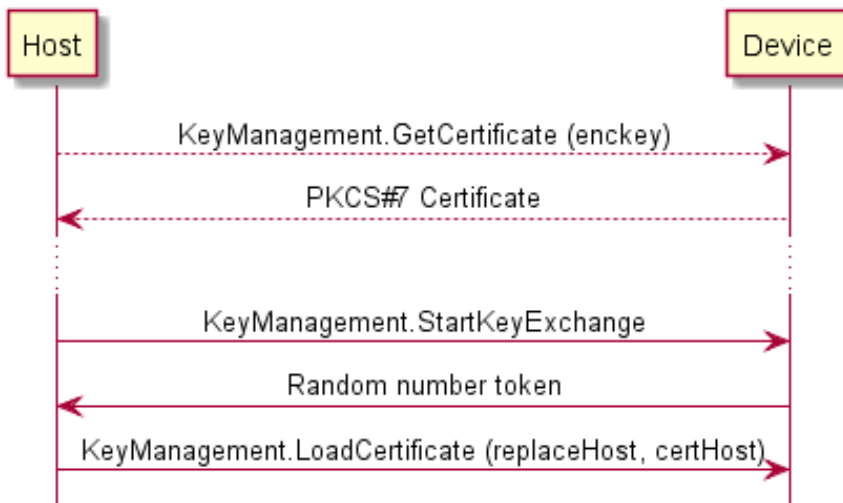 Host
Device
KeyManagement.GetCertificate (enckey)
PKCS#7 Certificate
KeyManagement.StartKeyExchange
Random number token
KeyManagement.LoadCertificate (replaceHost, certHost)